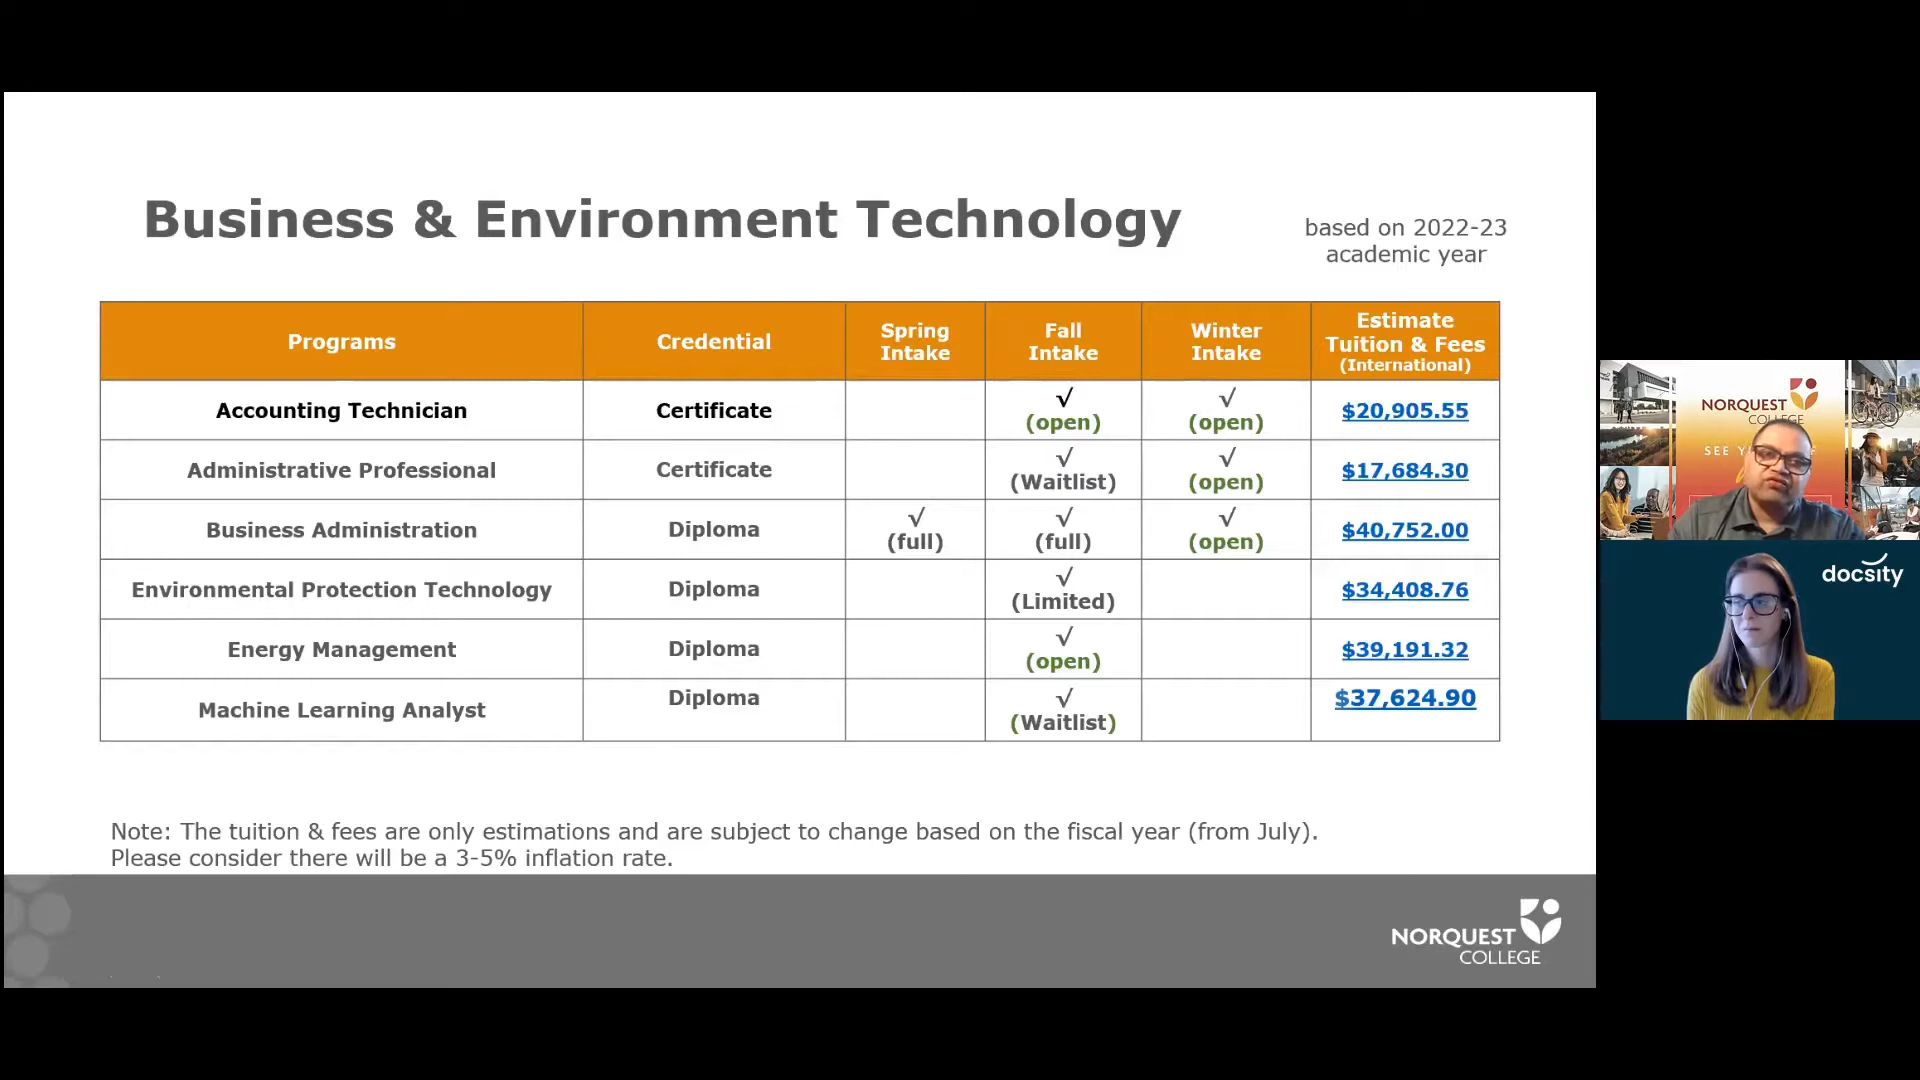 Business & Environment Technology
based on 2022-23
academic year
Programs
Credential
Spring
Intake
Fall
Intake
Winter
Intake
Estimate
Tuition & Fees
(International)
Accounting Technician
Certificate
√
(open)
√
(open)
$20,905.55
Administrative Professional
Certificate
√
(Waitlist)
√
(open)
$17,684.30
Business Administration
Diploma
√
(full)
√
(full)
√
(open)
$40,752.00
Environmental Protection Technology
Diploma
√
(Limited)
$34,408.76
Energy Management
Diploma
√
(open)
$39,191.32
Machine Learning Analyst
Diploma
√
(Waitlist)
$37,624.90
Note: The tuition & fees are only estimations and are subject to change based on the fiscal year (from July).
Please consider there will be a 3-5% inflation rate.
NORQUEST
COLLEGE
NORQUEST
COLLEGE
SEE
docsity